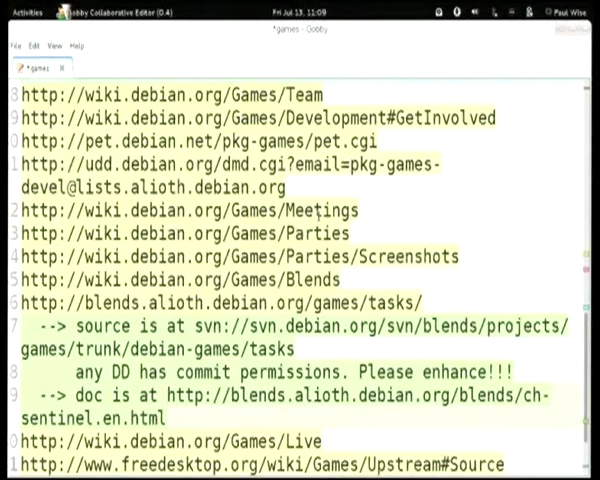 Activities Gobby Collaborative Editor (0.4) Fri Jul 13, 11:09 Paul Wise
*games - Gobby
File Edit View Help
*games x
8 http://wiki.debian.org/Games/Team
9 http://wiki.debian.org/Games/Development#GetInvolved
0 http://pet.debian.net/pkg-games/pet.cgi
1 http://udd.debian.org/dmd.cgi?email=pkg-games-
devel@lists.alioth.debian.org
2 http://wiki.debian.org/Games/Meetings
3 http://wiki.debian.org/Games/Parties
4 http://wiki.debian.org/Games/Parties/Screenshots
5 http://wiki.debian.org/Games/Blends
6 http://blends.alioth.debian.org/games/tasks/
7 --> source is at svn://svn.debian.org/svn/blends/projects/
games/trunk/debian-games/tasks
8 any DD has commit permissions. Please enhance!!!
9 --> doc is at http://blends.alioth.debian.org/blends/ch-
sentinel.en.html
0 http://wiki.debian.org/Games/Live
1 http://www.freedesktop.org/wiki/Games/Upstream#Source